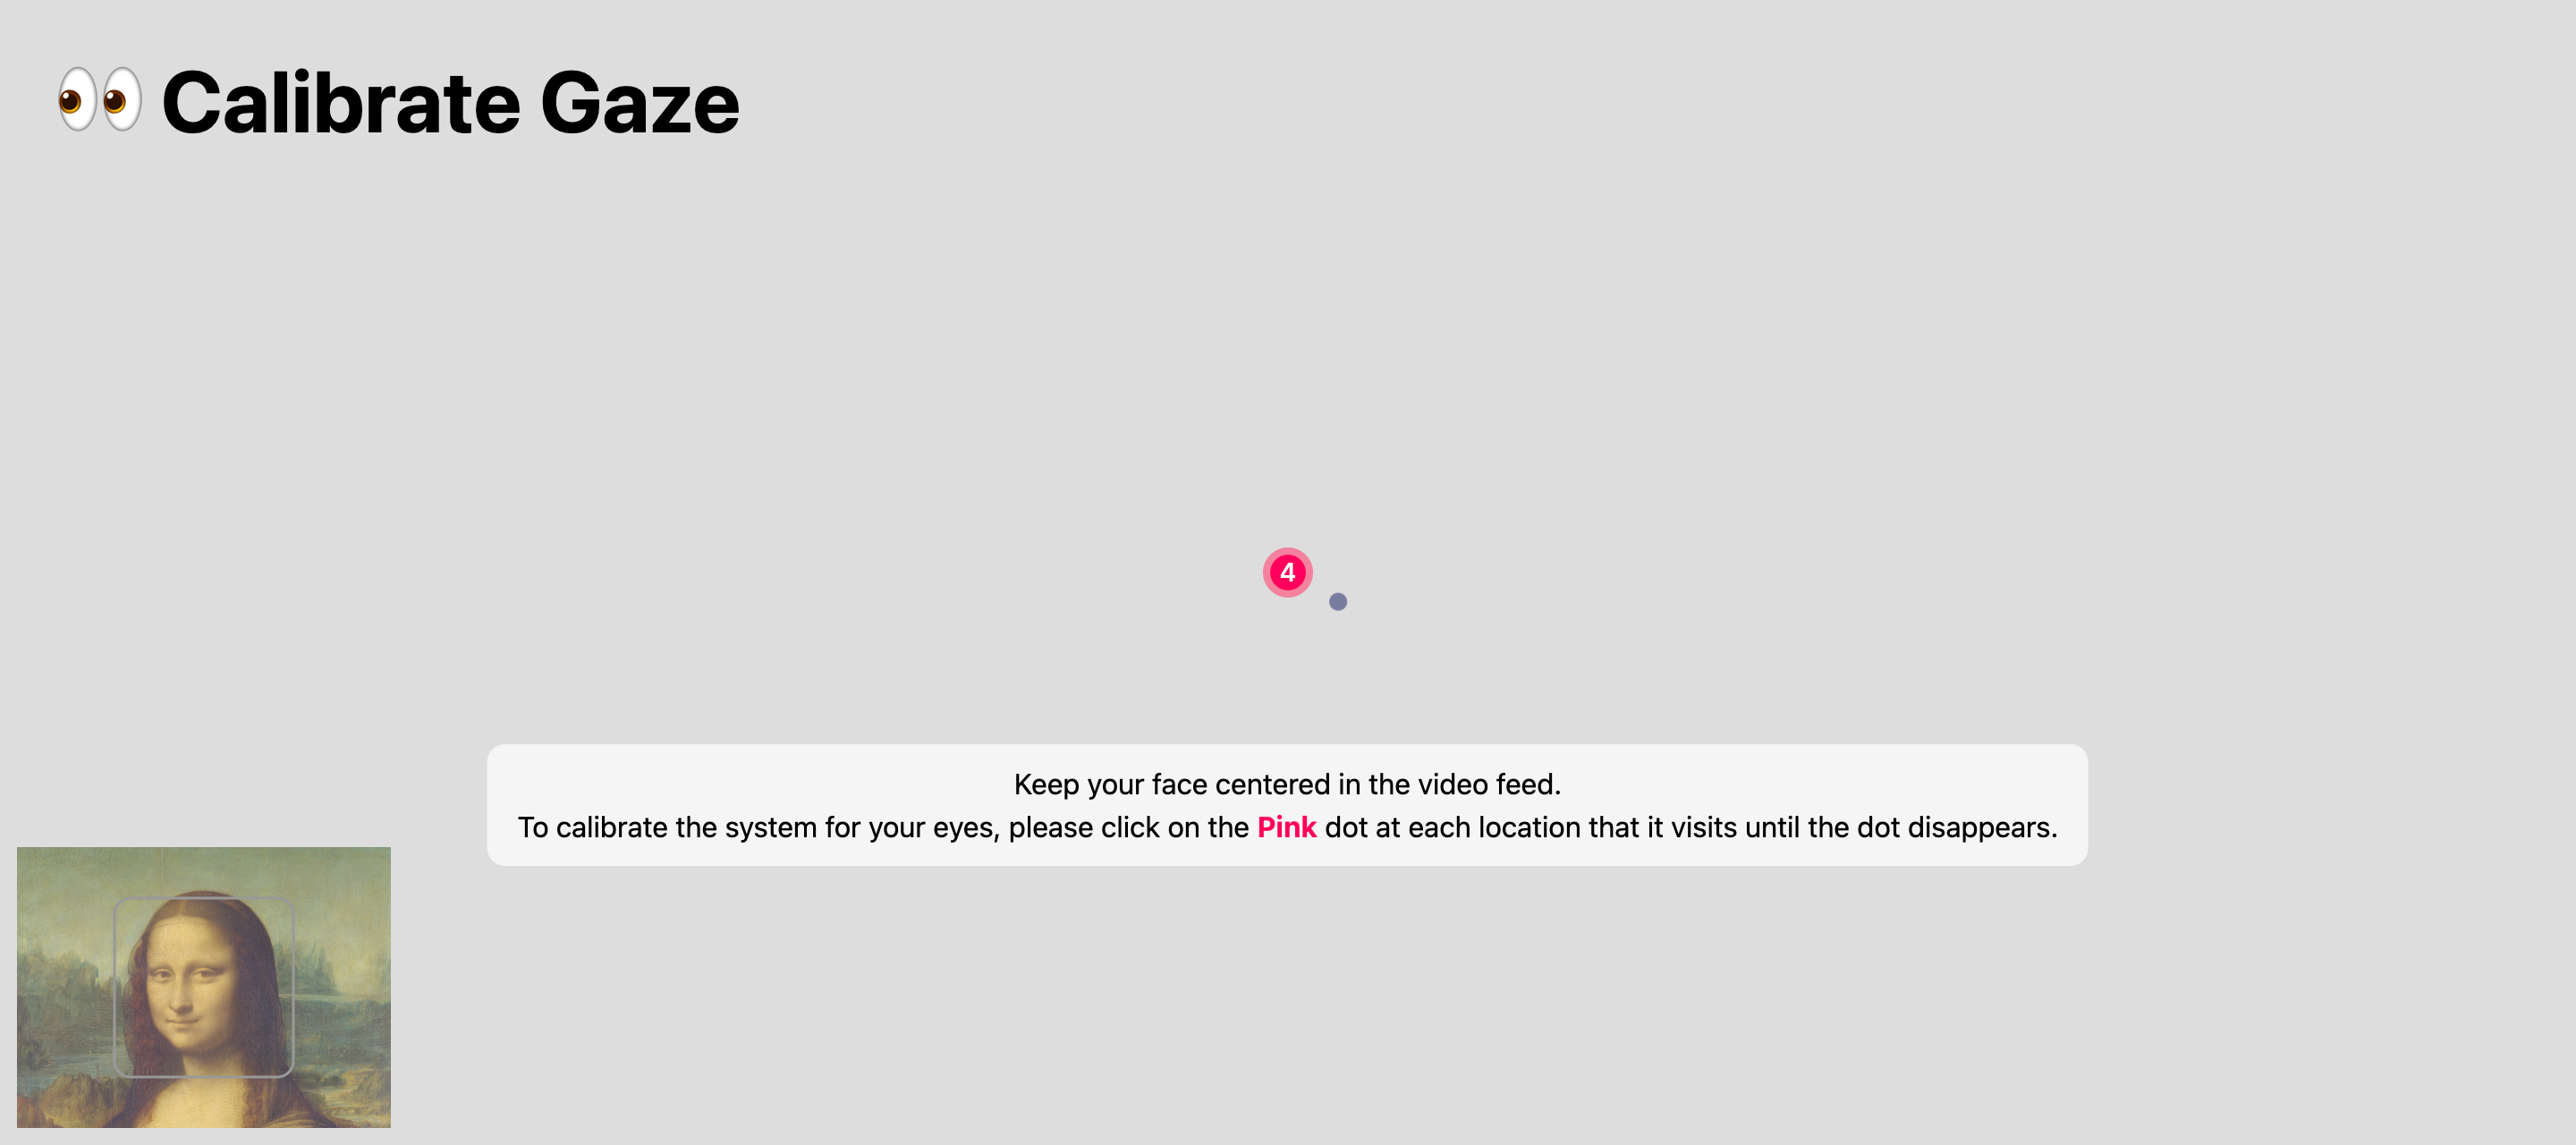 👀 Calibrate Gaze
4
Keep your face centered in the video feed.
To calibrate the system for your eyes, please click on the Pink dot at each location that it visits until the dot disappears.